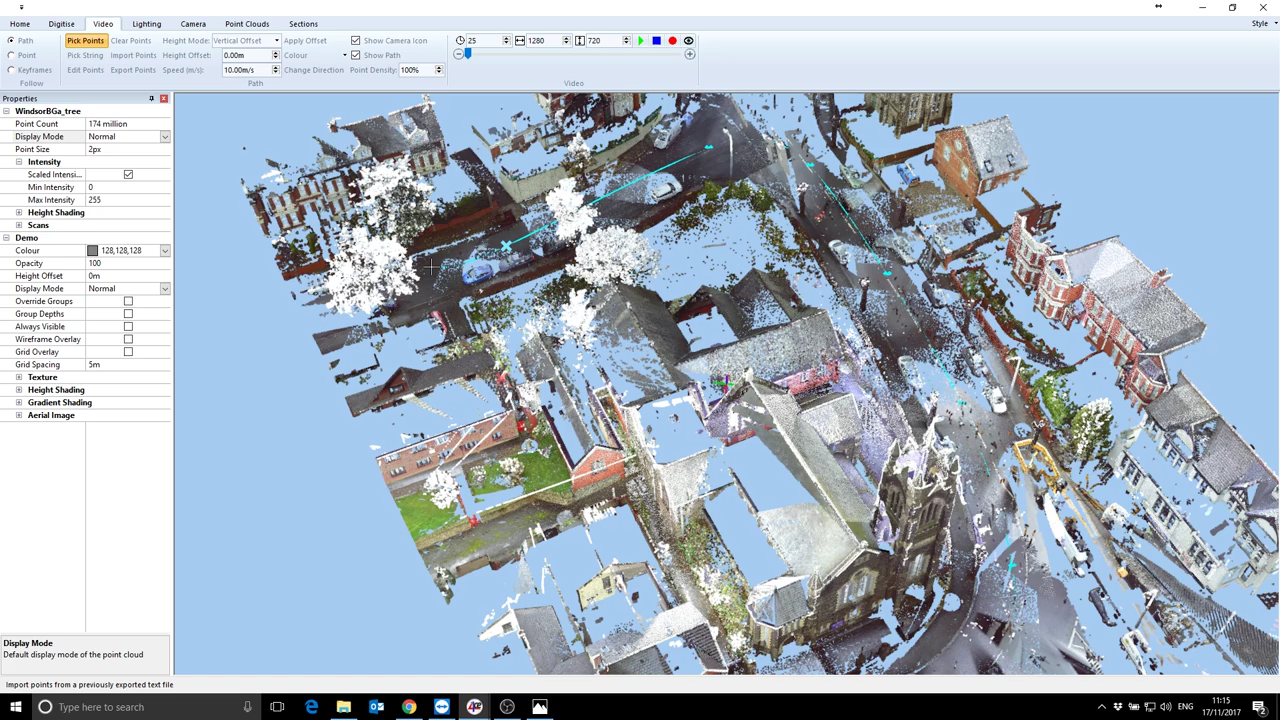 Style
Home Digitise Video Lighting Camera Point Clouds Sections
Path Pick Points Clear Points Height Mode: Vertical Offset Apply Offset Show Camera Icon 25 1280 720
Point Pick String Import Points Height Offset: 0.00m Colour Show Path
Keyframes Edit Points Export Points Speed (m/s): 10.00m/s Change Direction Point Density: 100%
Follow Path Video
Properties
WindsorBGa_tree
Point Count 174 million
Display Mode Normal
Point Size 2px
Intensity
Scaled Intensi...
Min Intensity 0
Max Intensity 255
Height Shading
Scans
Demo
Colour 128,128,128
Opacity 100
Height Offset 0m
Display Mode Normal
Override Groups
Group Depths
Always Visible
Wireframe Overlay
Grid Overlay
Grid Spacing 5m
Texture
Height Shading
Gradient Shading
Aerial Image
Display Mode
Default display mode of the point cloud
Import points from a previously exported text file
Type here to search
ENG
11:15
17/11/2017
2